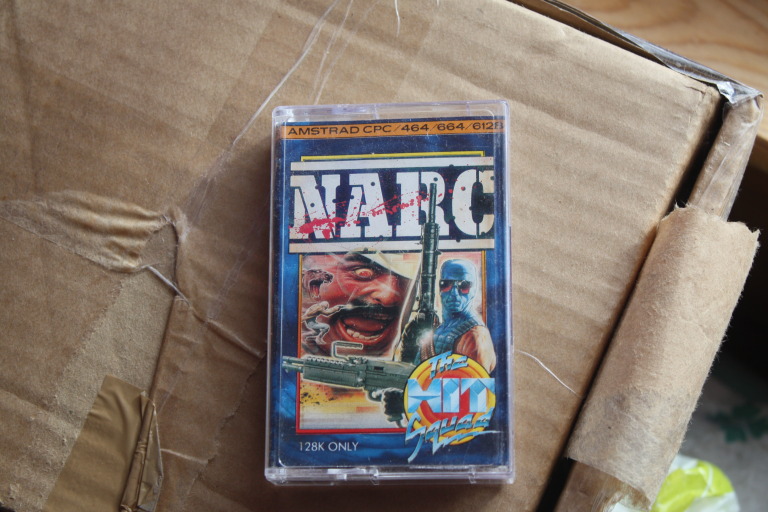 AMSTRAD CPC/464/664/6128
NARC
THE
HIT
SQUAD
128K ONLY